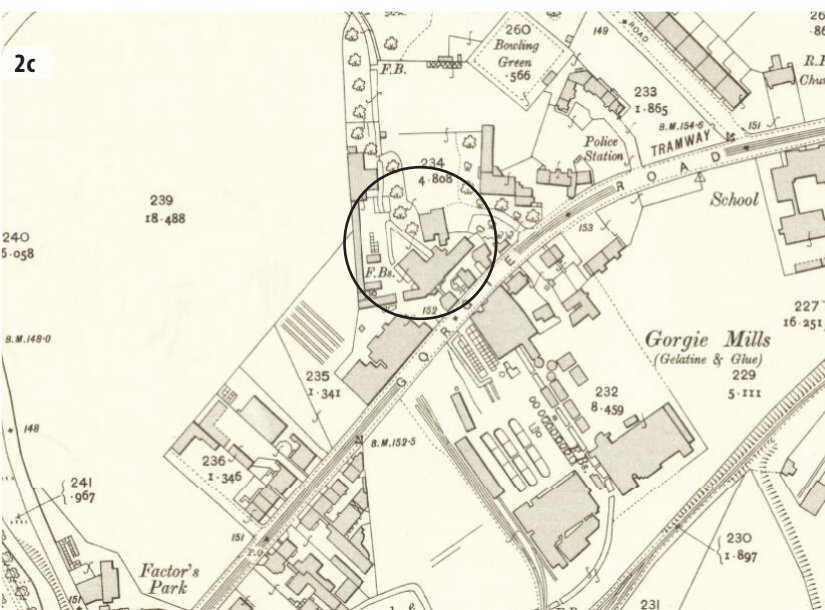 2c
260
Bowling
Green
.566
149
ROAD
F.B.
233
1.865
R.
B.M.154·6
151
TRAMWAY
Police
Station
234
4.808
239
18.488
240
ROAD
153
School
F.Bs.
152
GORGIE
227
16.251
B.M.148·0
Gorgie Mills
(Gelatine & Glue)
229
5.111
235
1.341
232
8.459
148
B.M.152·5
236
1.346
241
.967
151
P.O.
230
1.897
Factor's
Park
151
231